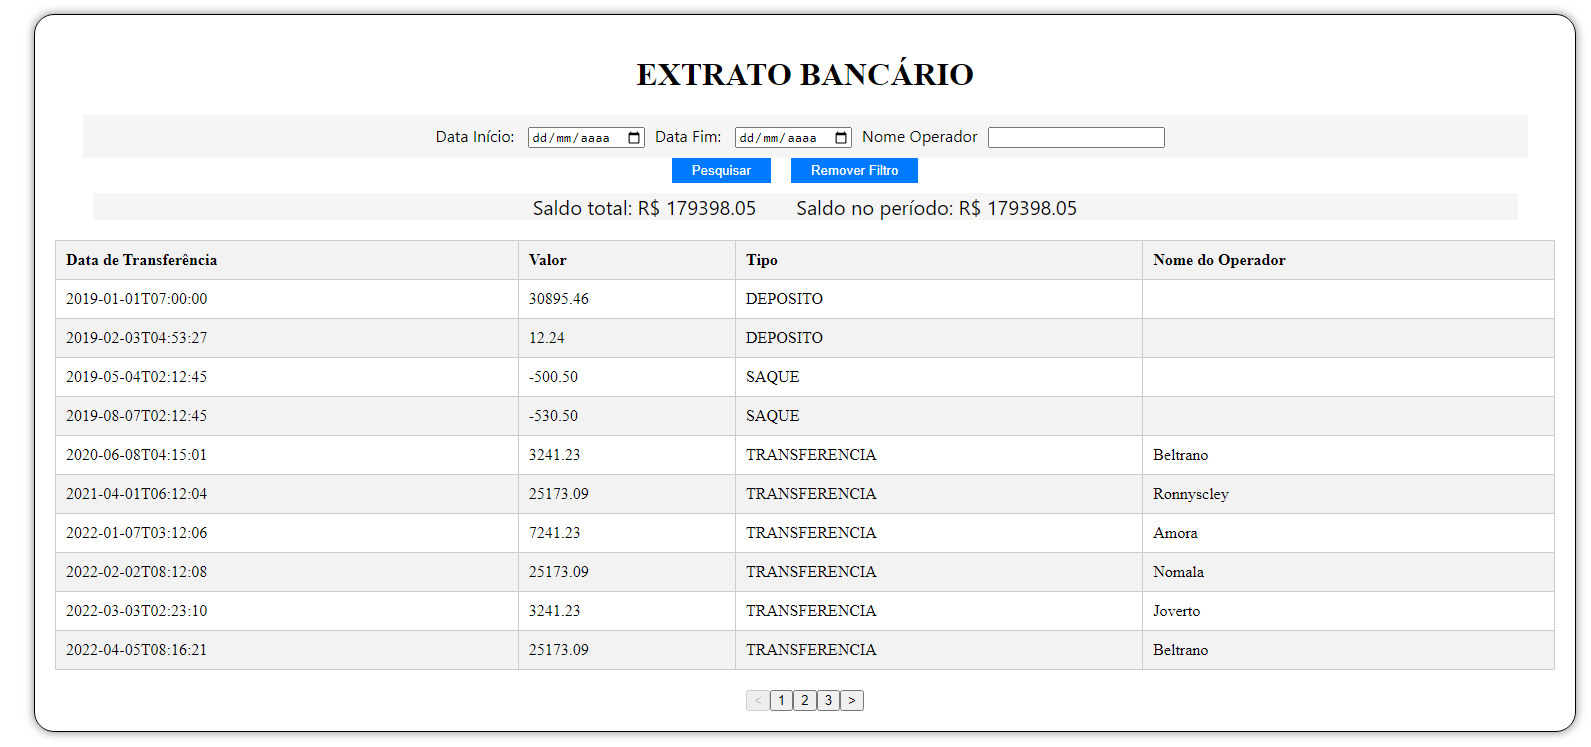 EXTRATO BANCÁRIO
Data Início: dd/mm/aaaa Data Fim: dd/mm/aaaa Nome Operador
Pesquisar Remover Filtro
Saldo total: R$ 179398.05 Saldo no período: R$ 179398.05
Data de Transferência Valor Tipo Nome do Operador
2019-01-01T07:00:00 30895.46 DEPOSITO
2019-02-03T04:53:27 12.24 DEPOSITO
2019-05-04T02:12:45 -500.50 SAQUE
2019-08-07T02:12:45 -530.50 SAQUE
2020-06-08T04:15:01 3241.23 TRANSFERENCIA Beltrano
2021-04-01T06:12:04 25173.09 TRANSFERENCIA Ronnyscley
2022-01-07T03:12:06 7241.23 TRANSFERENCIA Amora
2022-02-02T08:12:08 25173.09 TRANSFERENCIA Nomala
2022-03-03T02:23:10 3241.23 TRANSFERENCIA Joverto
2022-04-05T08:16:21 25173.09 TRANSFERENCIA Beltrano
< 1 2 3 >